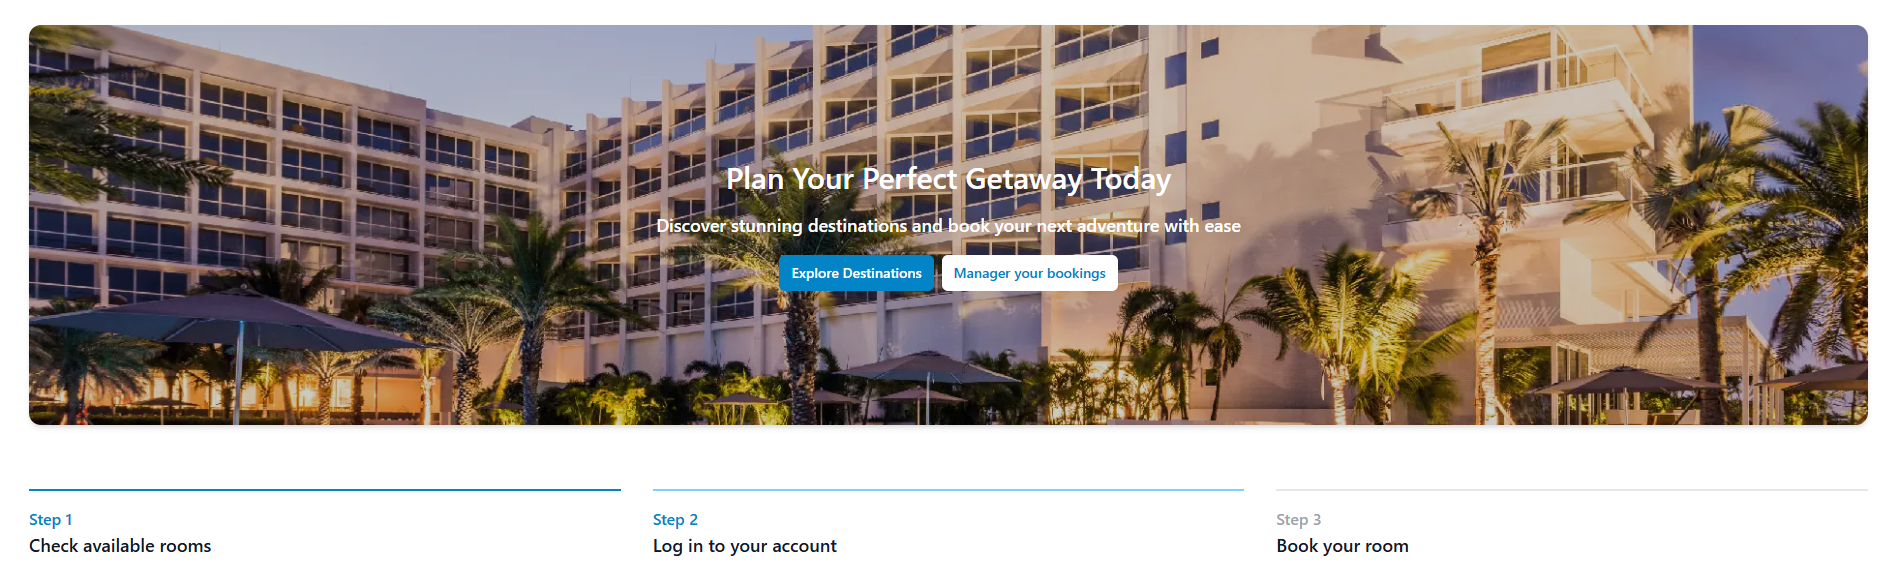 Plan Your Perfect Getaway Today
Discover stunning destinations and book your next adventure with ease
Explore Destinations
Manager your bookings
Step 1
Check available rooms
Step 2
Log in to your account
Step 3
Book your room